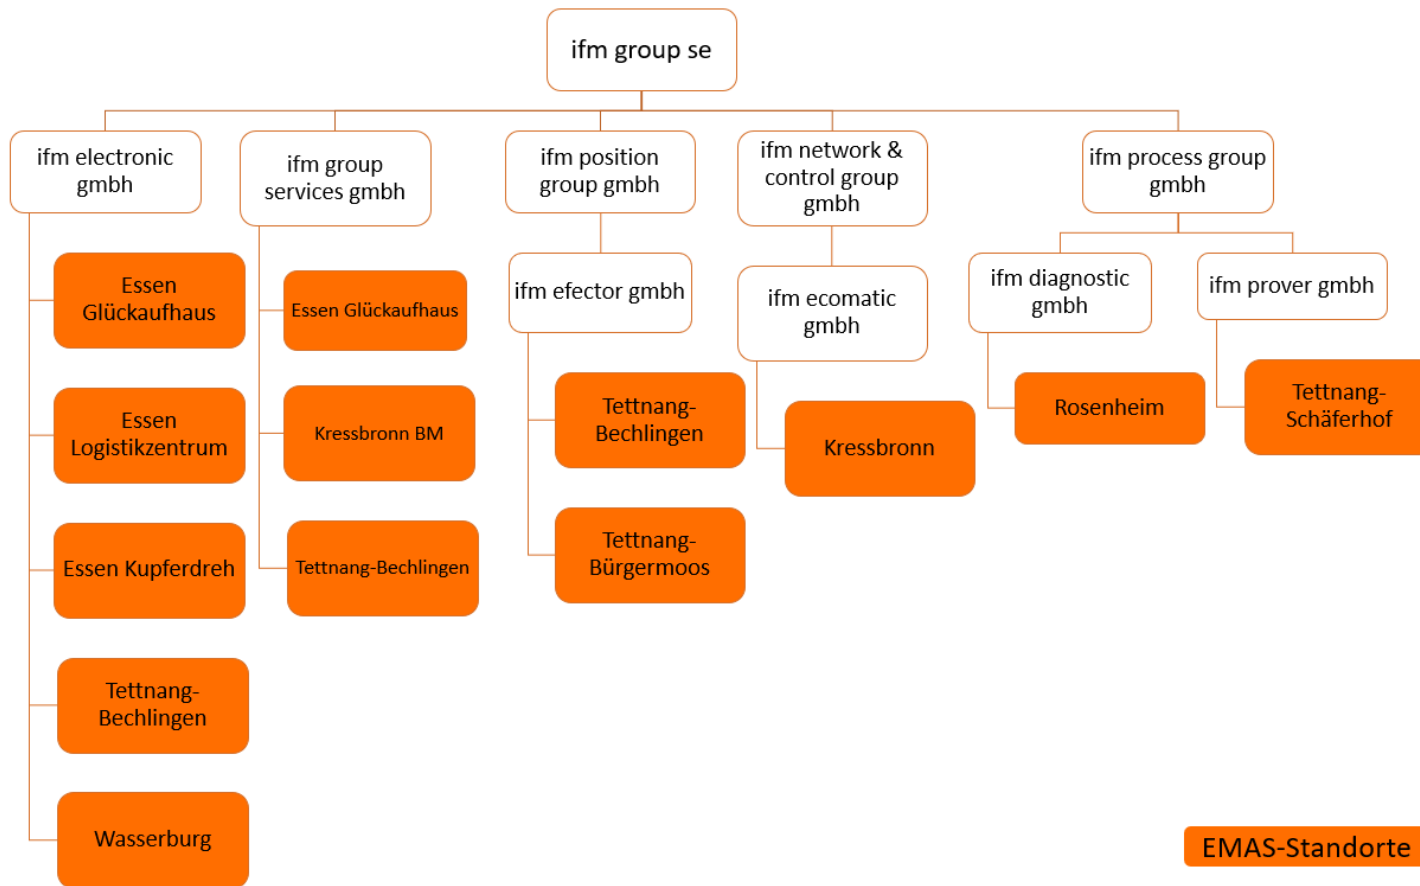 ifm group se
ifm electronic
gmbh
ifm group
services gmbh
ifm position
group gmbh
ifm network &
control group
gmbh
ifm process group
gmbh
ifm efector gmbh
ifm ecomatic
gmbh
ifm diagnostic
gmbh
ifm prover gmbh
Essen
Glückaufhaus
Essen
Logistikzentrum
Essen Kupferdreh
Tettnang-
Bechlingen
Wasserburg
Essen Glückaufhaus
Kressbronn BM
Tettnang-Bechlingen
Tettnang-
Bechlingen
Tettnang-
Bürgermoos
Kressbronn
Rosenheim
Tettnang-
Schäferhof
EMAS-Standorte